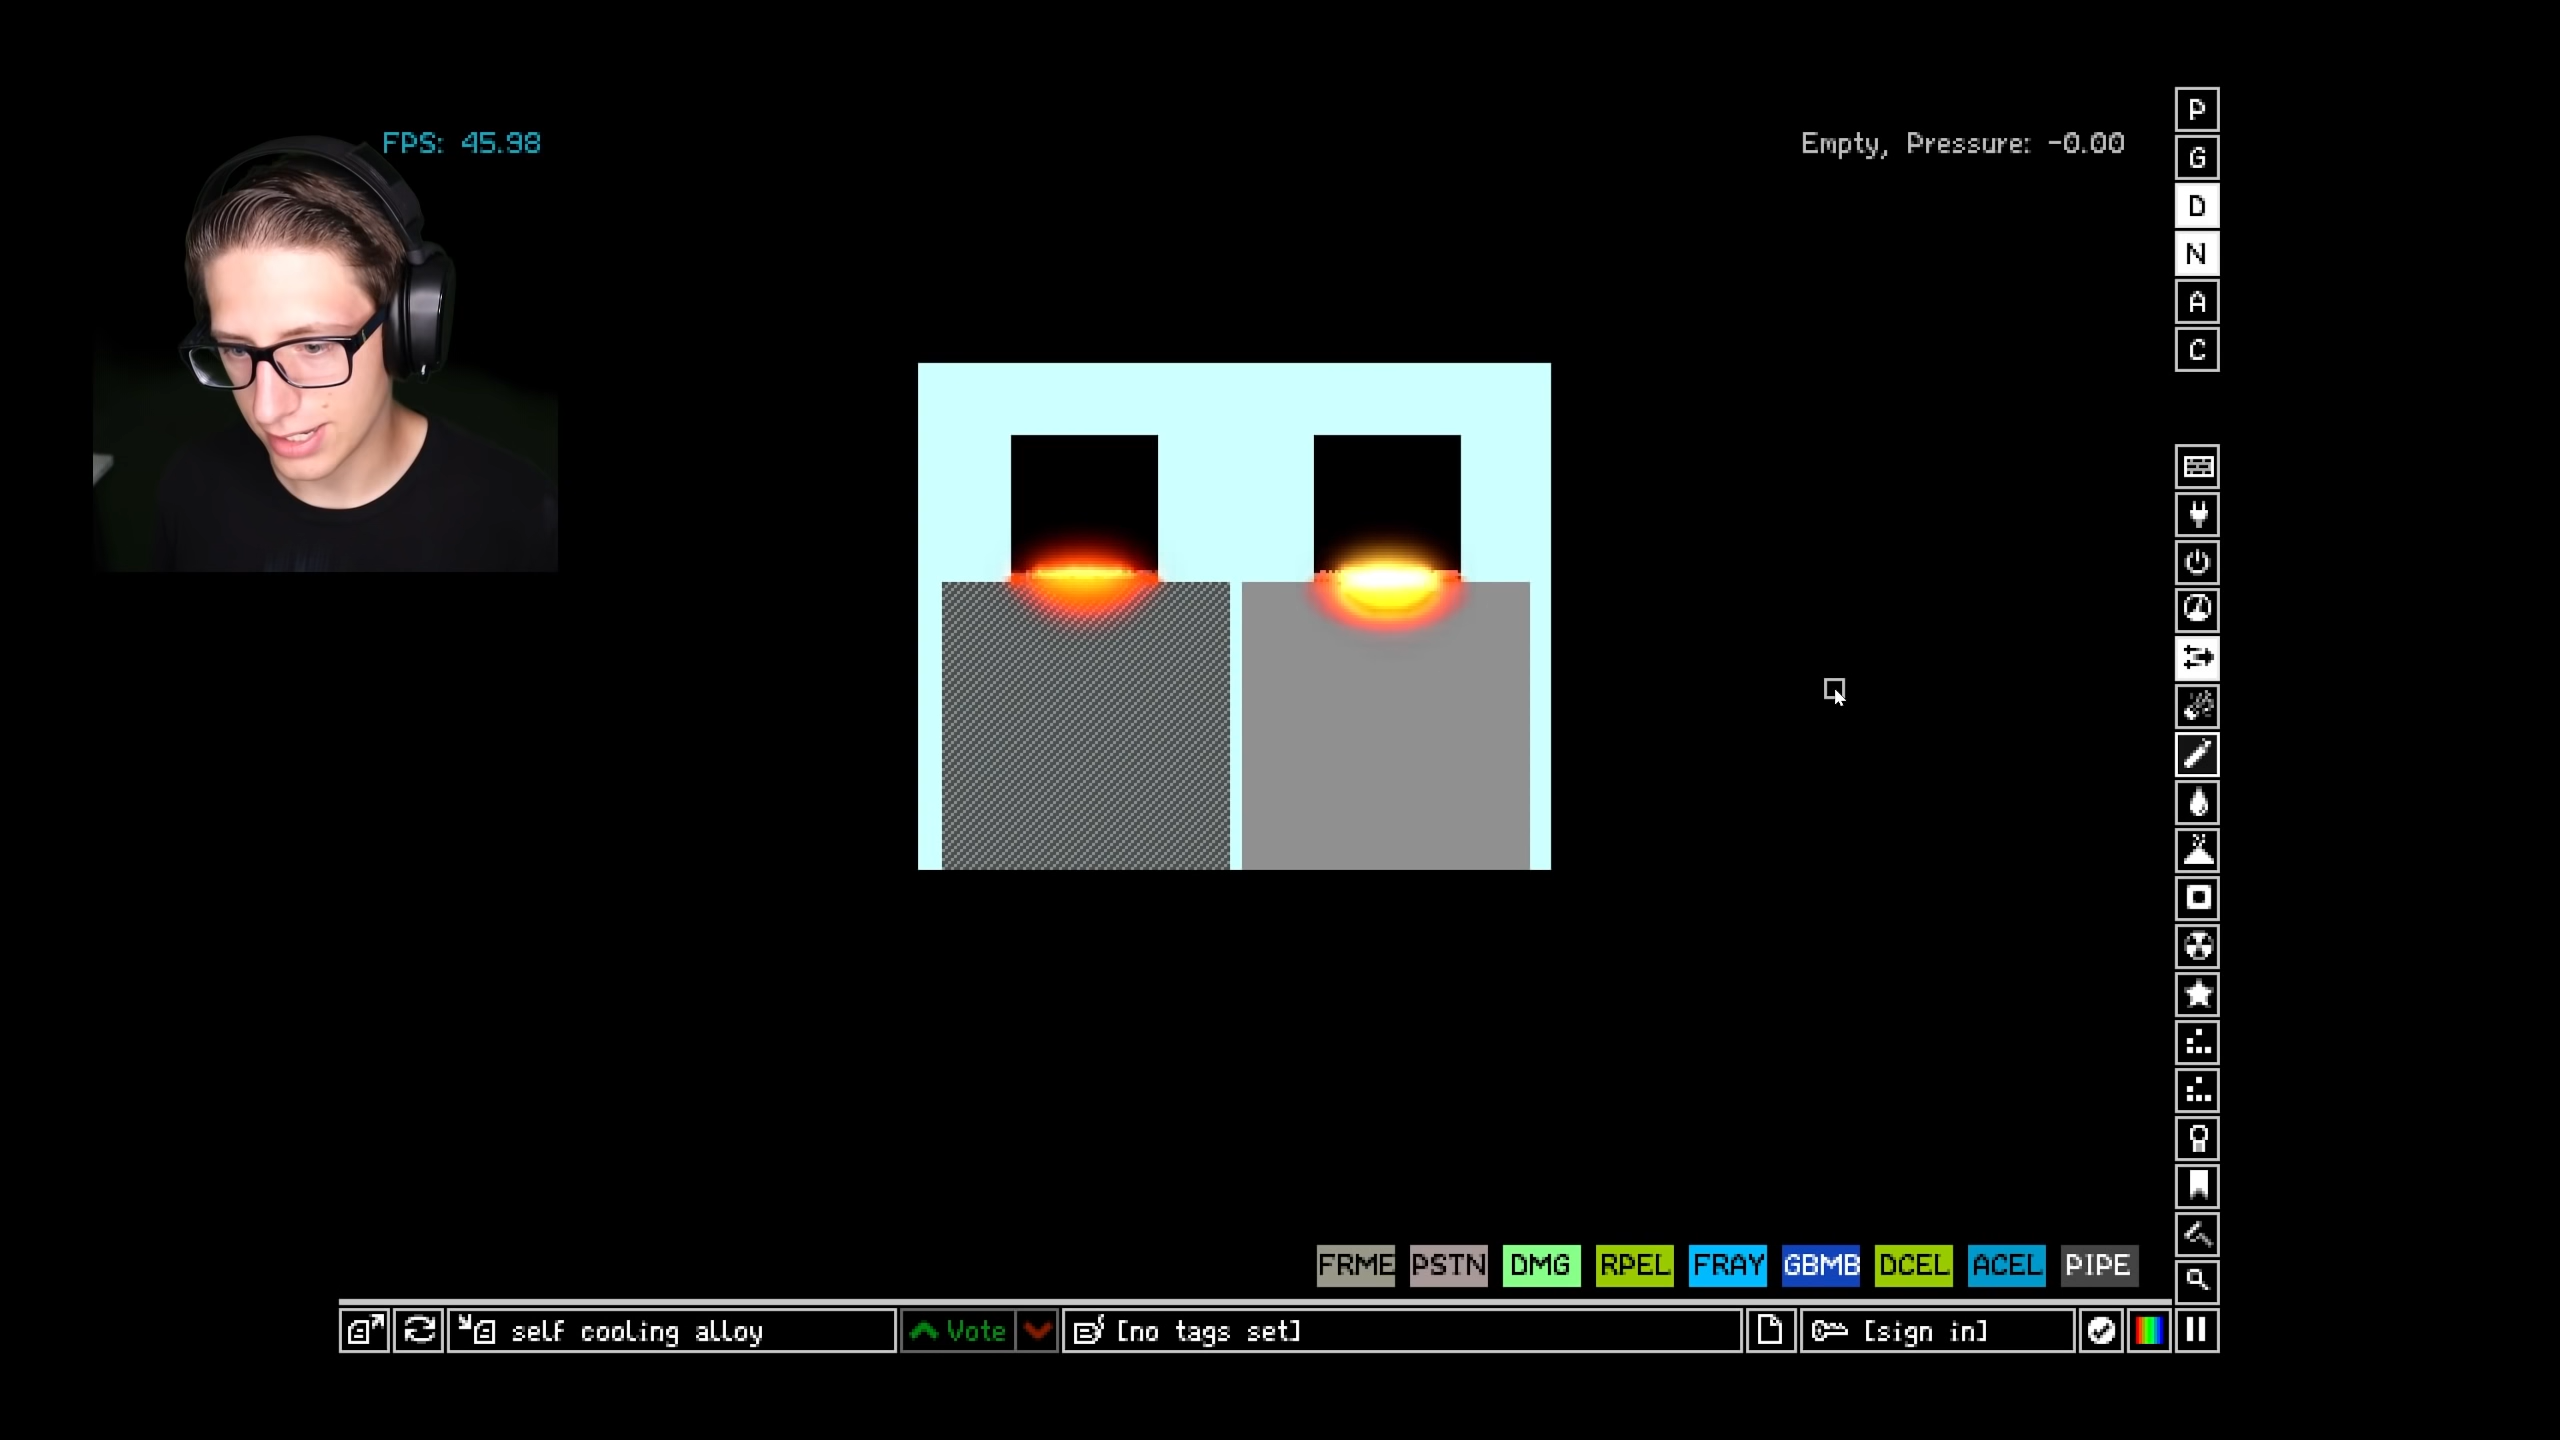 FPS: 45.98
Empty, Pressure: -0.00
P
G
D
N
A
C
FRME PSTN DMG RPEL FRAY GBMB DCEL ACEL PIPE
self cooling alloy Vote [no tags set] [sign in]